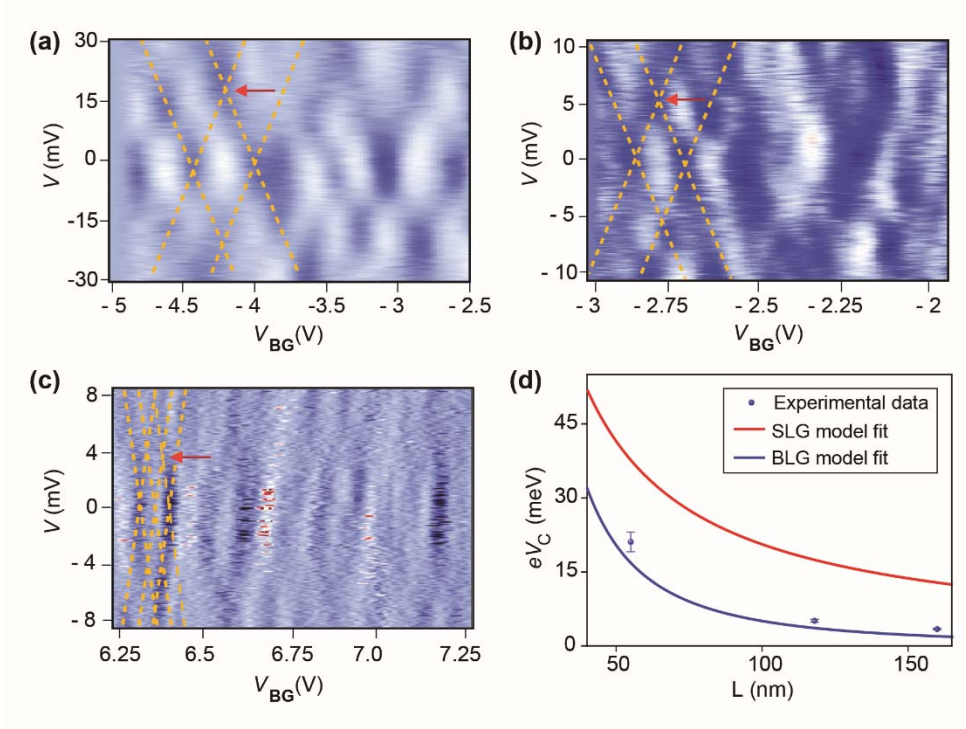 (a)
30
15
0
-15
-30
V (mV)
- 5
- 4.5
- 4
-3.5
- 3
- 2.5
VBG(V)
(b)
10
5
0
- 5
- 10
V (mV)
- 3
- 2.75
- 2.5
- 2.25
- 2
VBG(V)
(c)
8
4
0
- 4
- 8
V (mV)
6.25
6.5
6.75
7.0
7.25
VBG(V)
(d)
45
30
15
0
eVC (meV)
Experimental data
SLG model fit
BLG model fit
50
100
150
L (nm)